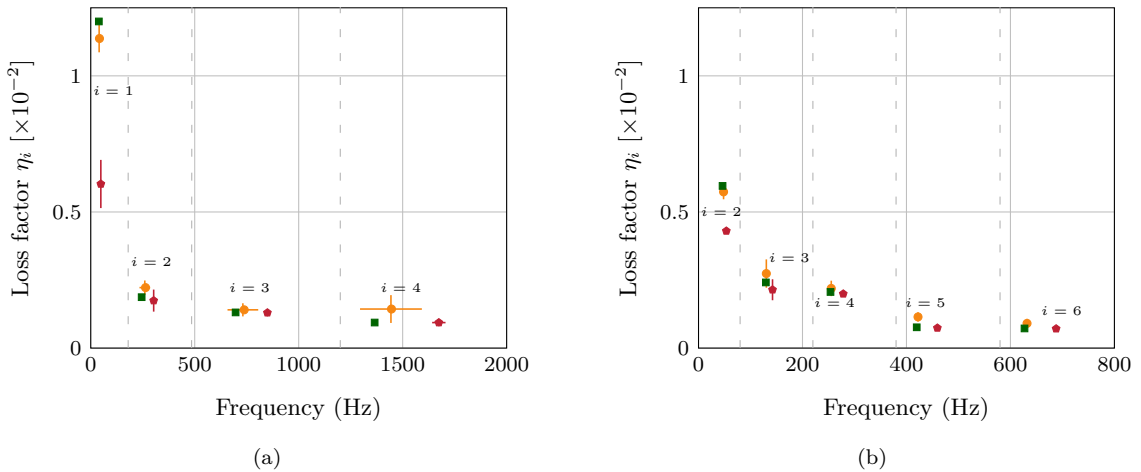 Loss factor η_i [×10⁻²]
1
0.5
0
i = 1
i = 2
i = 3
i = 4
0
500
1000
1500
2000
Frequency (Hz)
(a)
Loss factor η_i [×10⁻²]
1
0.5
0
i = 2
i = 3
i = 4
i = 5
i = 6
0
200
400
600
800
Frequency (Hz)
(b)